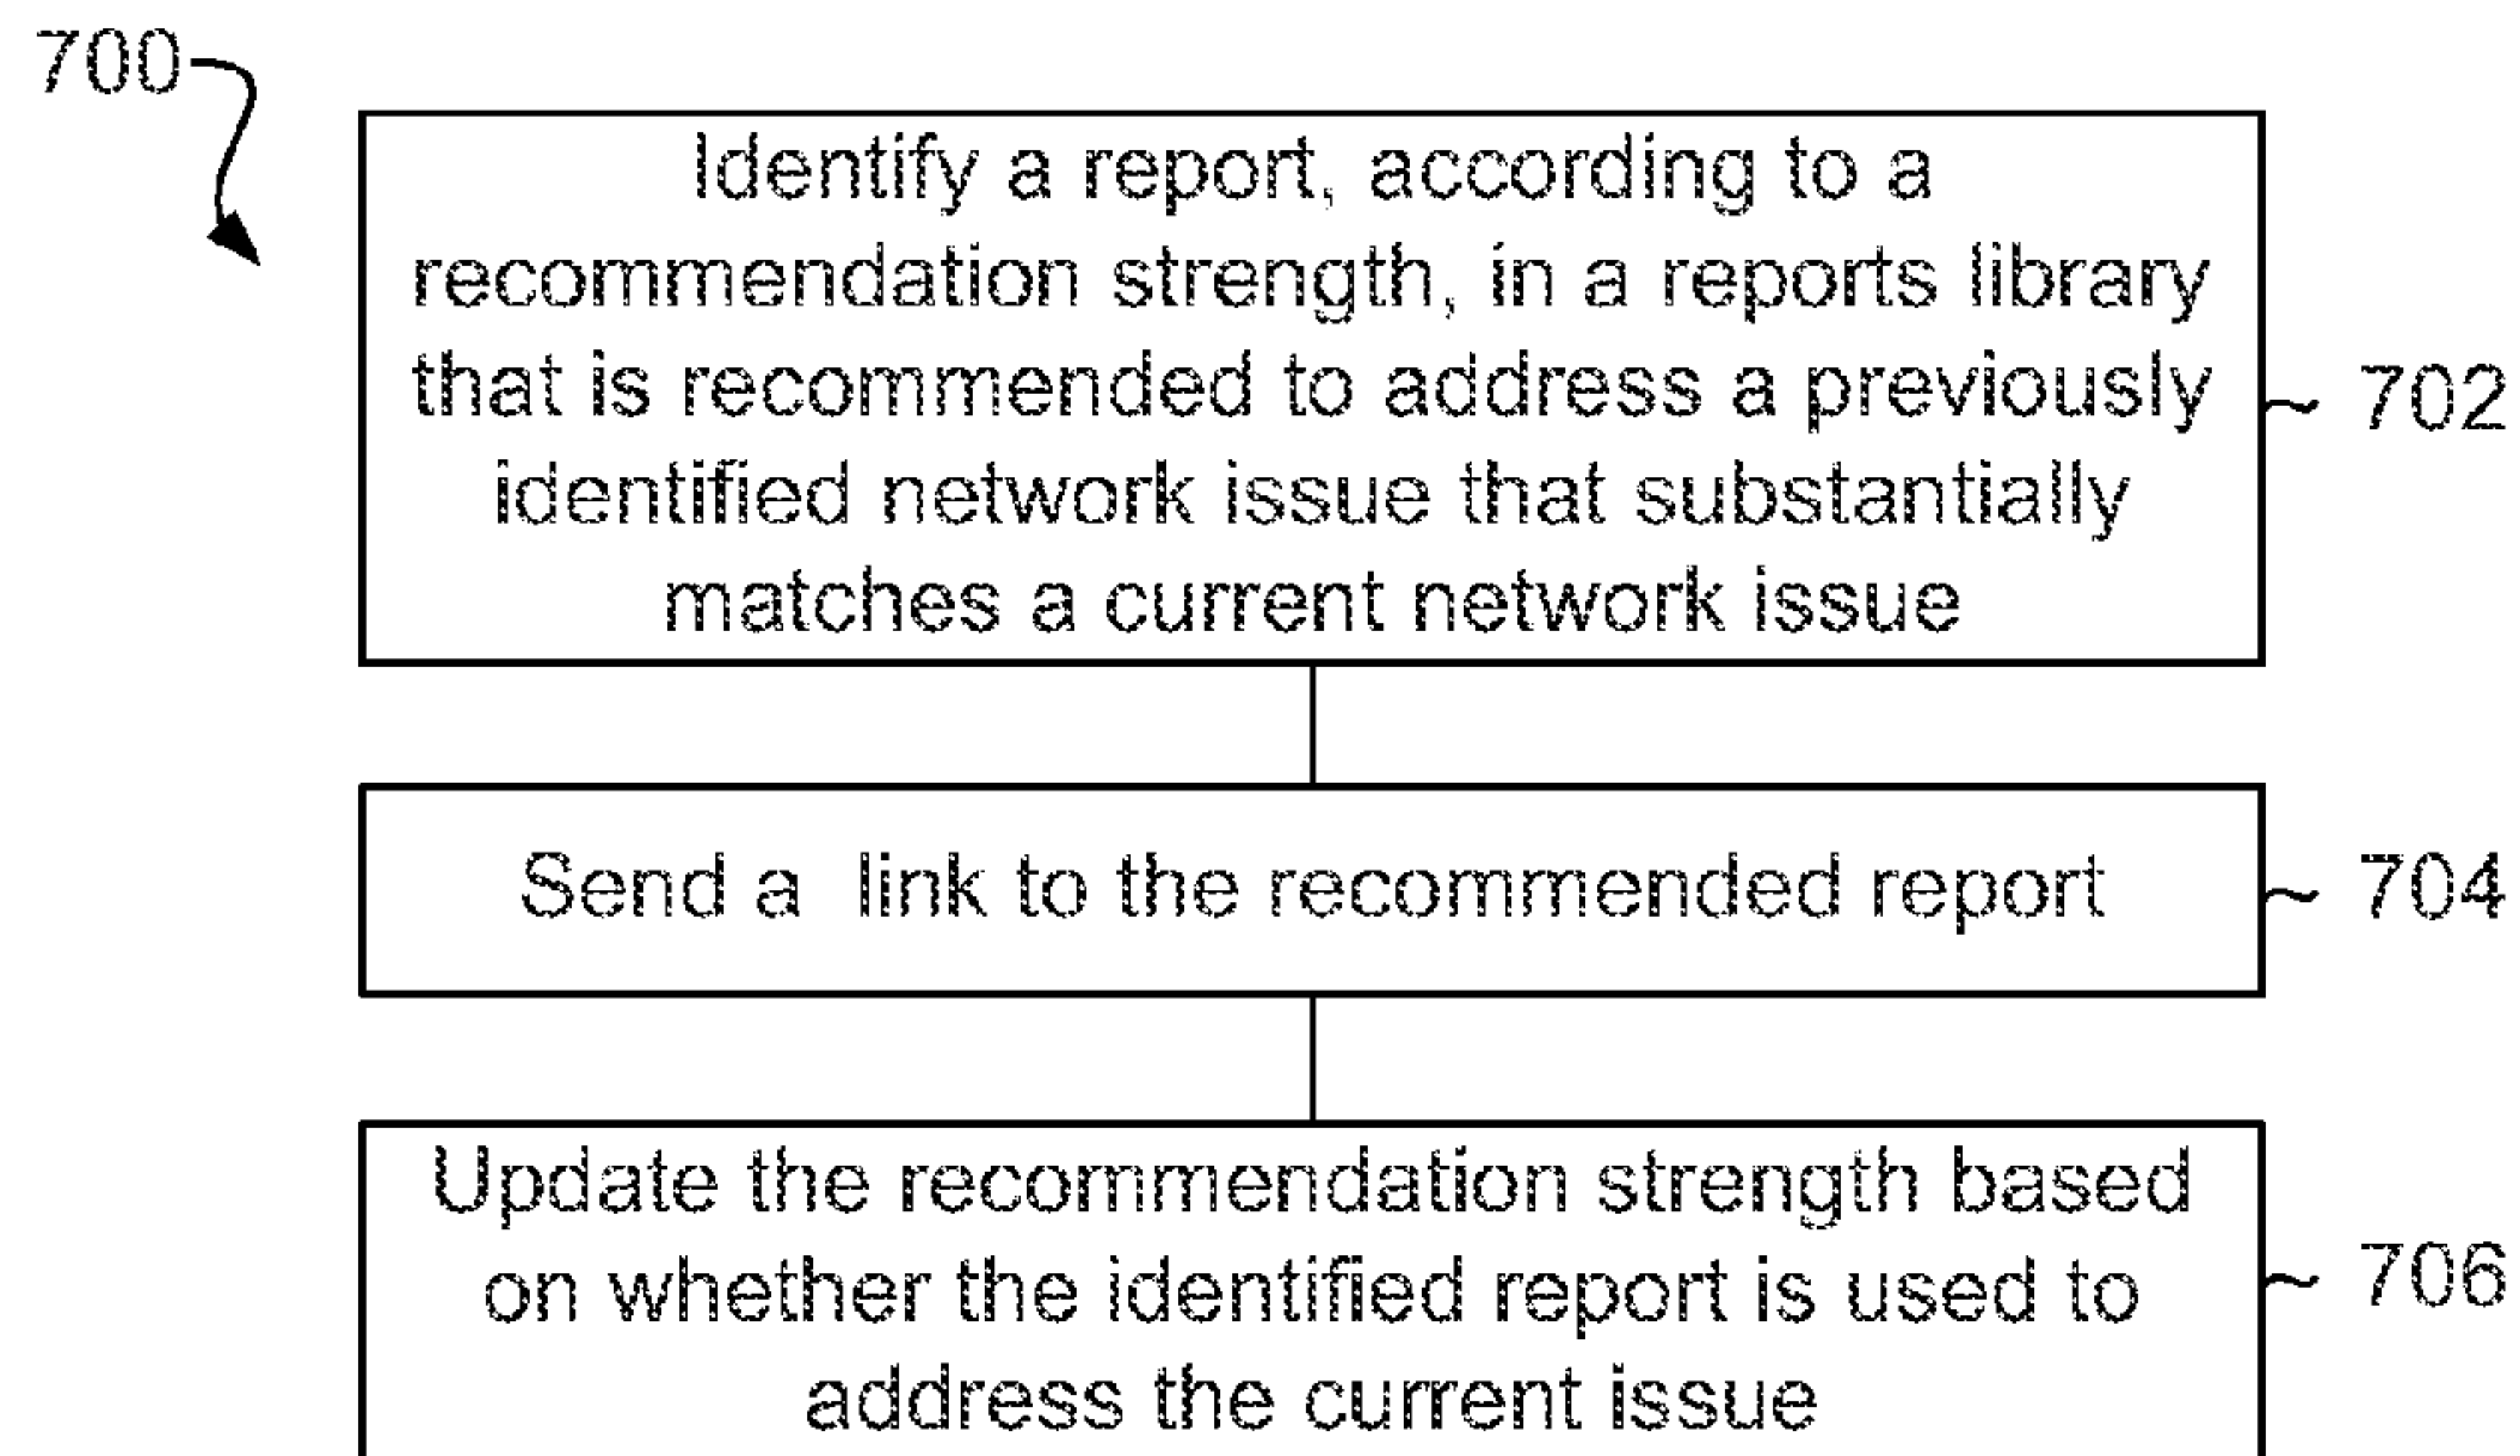 700
Identify a report, according to a
recommendation strength, in a reports library
that is recommended to address a previously
identified network issue that substantially
matches a current network issue
702
Send a link to the recommended report
704
Update the recommendation strength based
on whether the identified report is used to
address the current issue
706